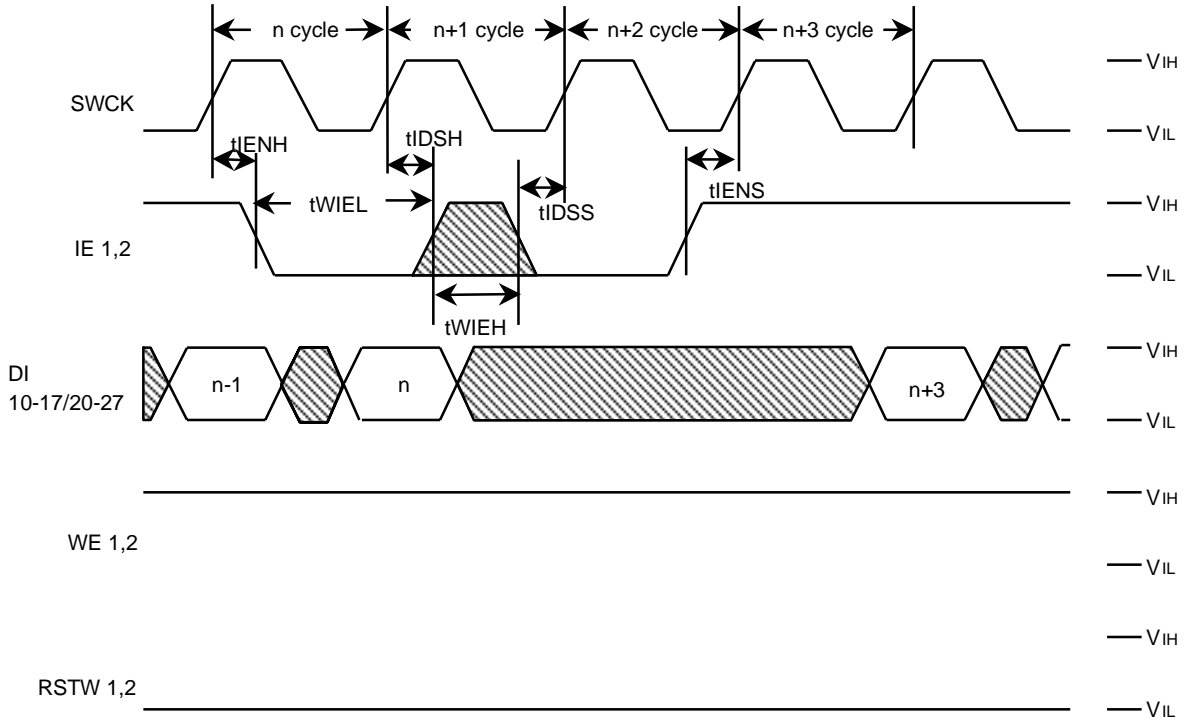 n cycle n+1 cycle n+2 cycle n+3 cycle
VIH
SWCK
VIL
tIENH tIDSH
tWIEL tIDSS tIENS
VIH
IE 1,2
VIL
tWIEH
VIH
DI
10-17/20-27
n-1 n n+3
VIL
VIH
WE 1,2
VIL
VIH
RSTW 1,2
VIL